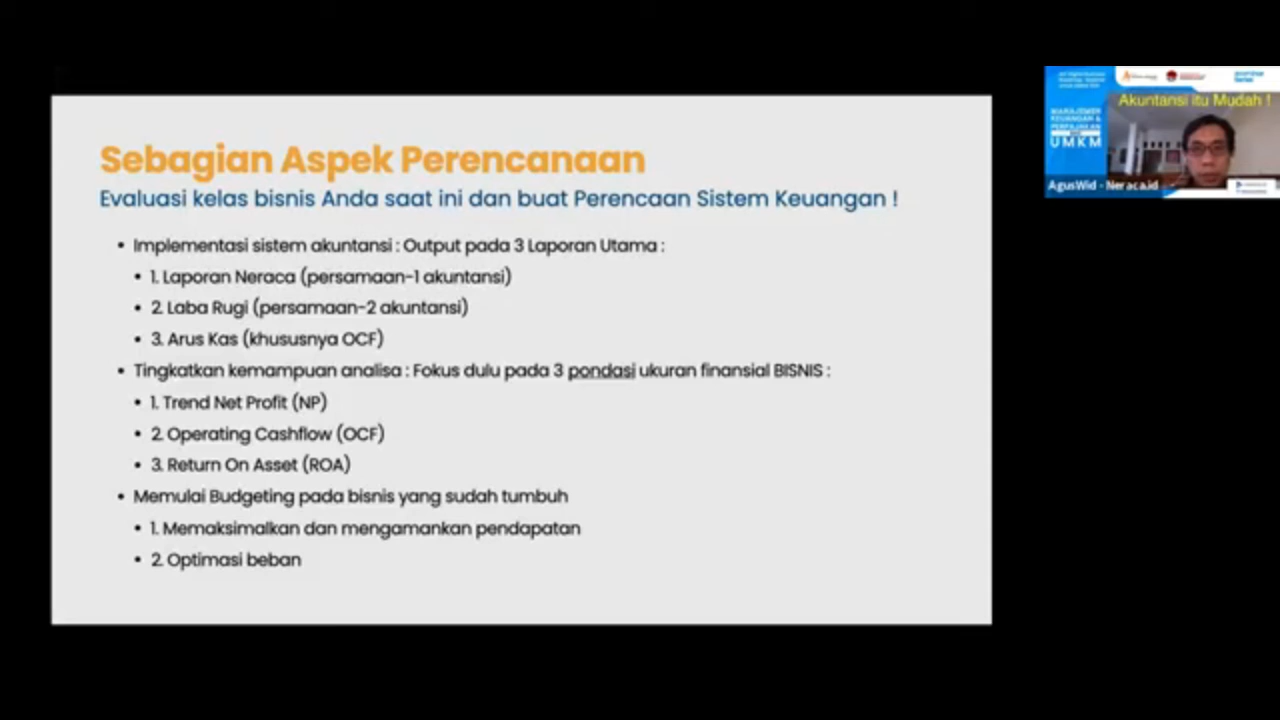 Sebagian Aspek Perencanaan
Evaluasi kelas bisnis Anda saat ini dan buat Perencaan Sistem Keuangan !
• Implementasi sistem akuntansi : Output pada 3 Laporan Utama :
• 1. Laporan Neraca (persamaan-1 akuntansi)
• 2. Laba Rugi (persamaan-2 akuntansi)
• 3. Arus Kas (khususnya OCF)
• Tingkatkan kemampuan analisa : Fokus dulu pada 3 pondasi ukuran finansial BISNIS :
• 1. Trend Net Profit (NP)
• 2. Operating Cashflow (OCF)
• 3. Return On Asset (ROA)
• Memulai Budgeting pada bisnis yang sudah tumbuh
• 1. Memaksimalkan dan mengamankan pendapatan
• 2. Optimasi beban
Akuntansi itu Mudah !
MANAJEMEN
KEUANGAN &
PERPAJAKAN
UMKM
AgusWid - Neraca.id